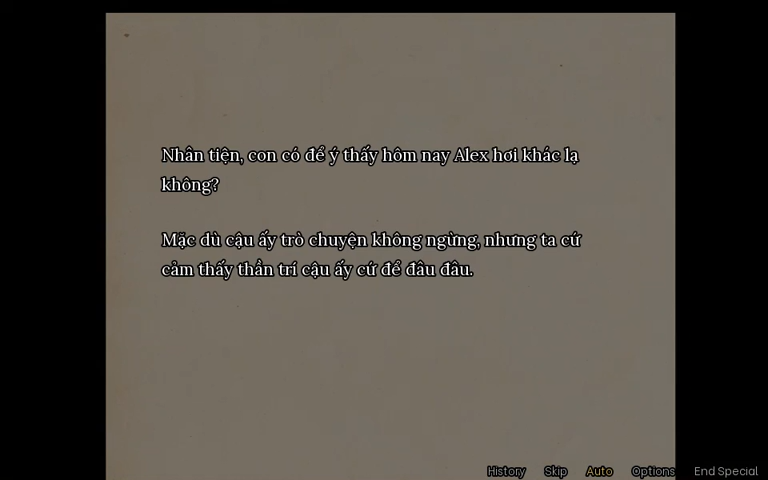 Nhân tiện, con có để ý thấy hôm nay Alex hơi khác lạ
không?
Mặc dù cậu ấy trò chuyện không ngừng, nhưng ta cứ
cảm thấy thần trí cậu ấy cứ để đâu đâu.
History Skip Auto Options End Special